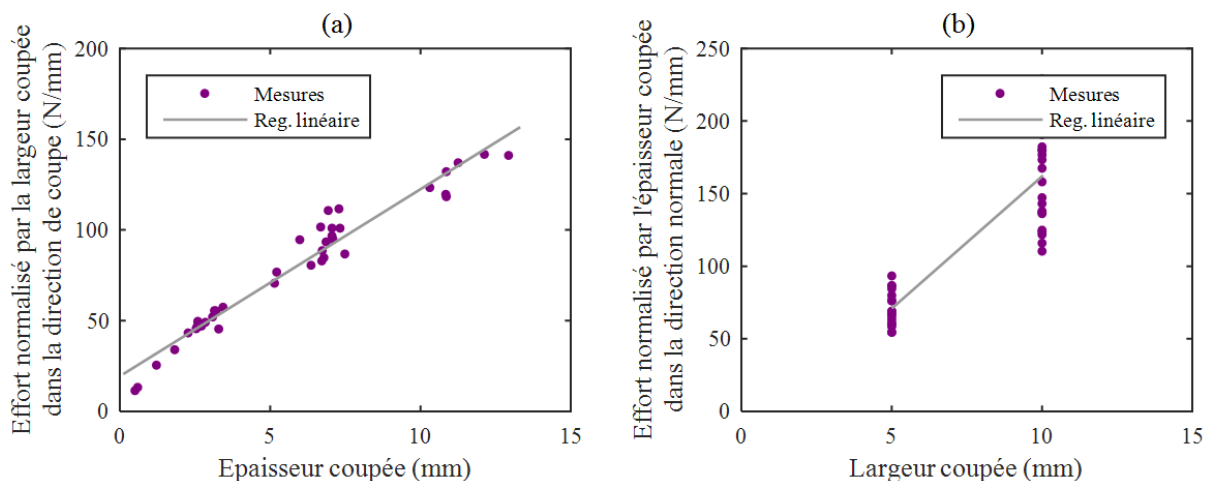 (a)
Effort normalisé par la largeur coupée
dans la direction de coupe (N/mm)
200
150
100
50
0
Mesures
Reg. linéaire
0 5 10 15
Epaisseur coupée (mm)
(b)
Effort normalisé par l'épaisseur coupée
dans la direction normale (N/mm)
250
200
150
100
50
0
Mesures
Reg. linéaire
0 5 10 15
Largeur coupée (mm)